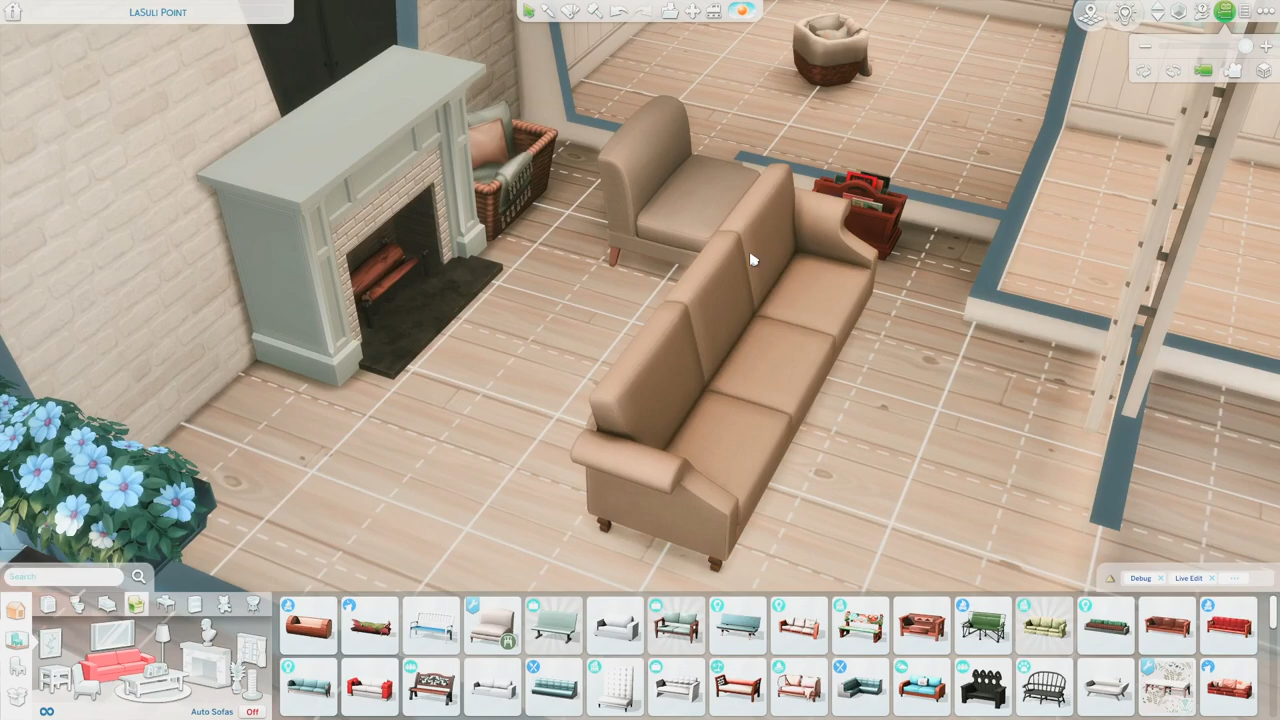 LaSuli Point
Search
Debug
Live Edit
Auto Sofas
Off